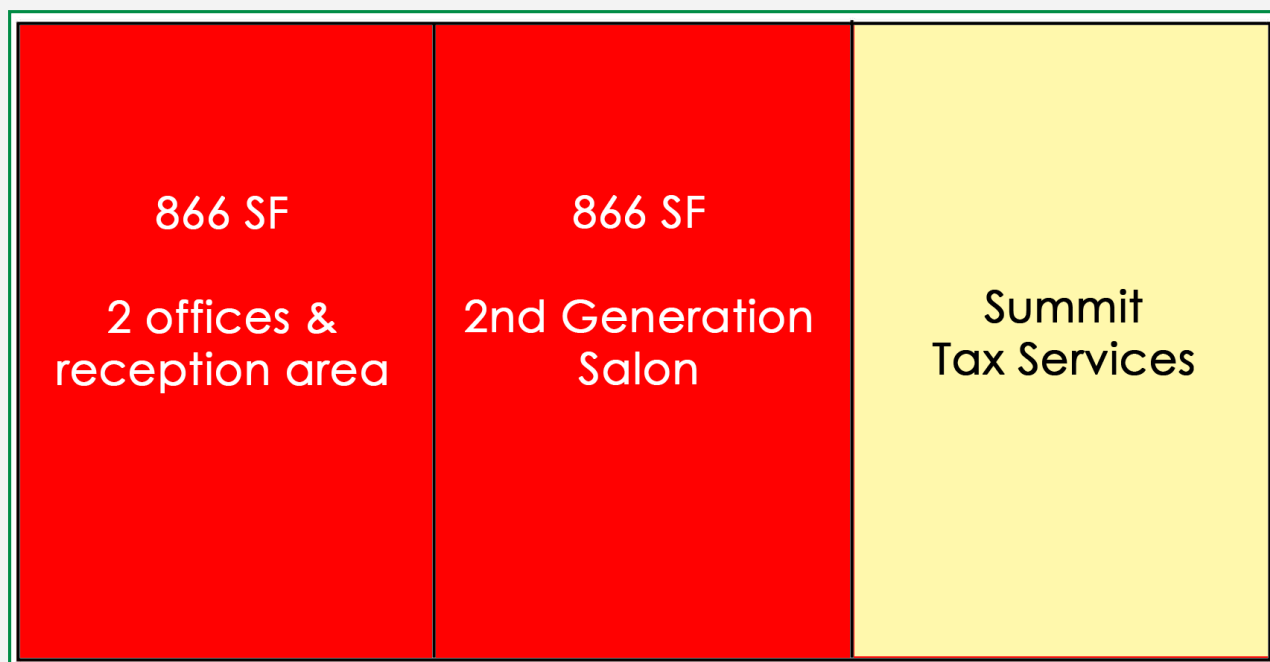 866 SF
2 offices &
reception area
866 SF
2nd Generation
Salon
Summit
Tax Services